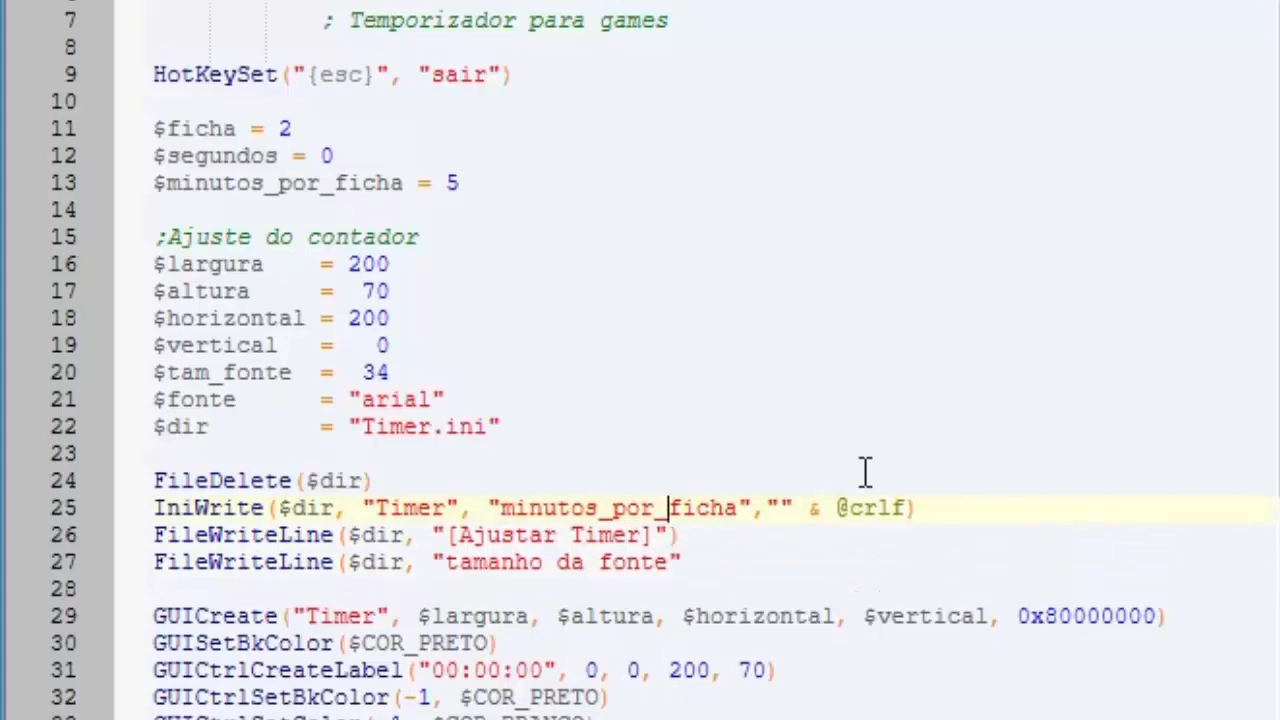 7 ; Temporizador para games
8
9 HotKeySet("{esc}", "sair")
10
11 $ficha = 2
12 $segundos = 0
13 $minutos_por_ficha = 5
14
15 ;Ajuste do contador
16 $largura    = 200
17 $altura     =  70
18 $horizontal = 200
19 $vertical   =   0
20 $tam_fonte  =  34
21 $fonte      = "arial"
22 $dir        = "Timer.ini"
23
24 FileDelete($dir)
25 IniWrite($dir, "Timer", "minutos_por_ficha","" & @crlf)
26 FileWriteLine($dir, "[Ajustar Timer]")
27 FileWriteLine($dir, "tamanho da fonte"
28
29 GUICreate("Timer", $largura, $altura, $horizontal, $vertical, 0x80000000)
30 GUISetBkColor($COR_PRETO)
31 GUICtrlCreateLabel("00:00:00", 0, 0, 200, 70)
32 GUICtrlSetBkColor(-1, $COR_PRETO)